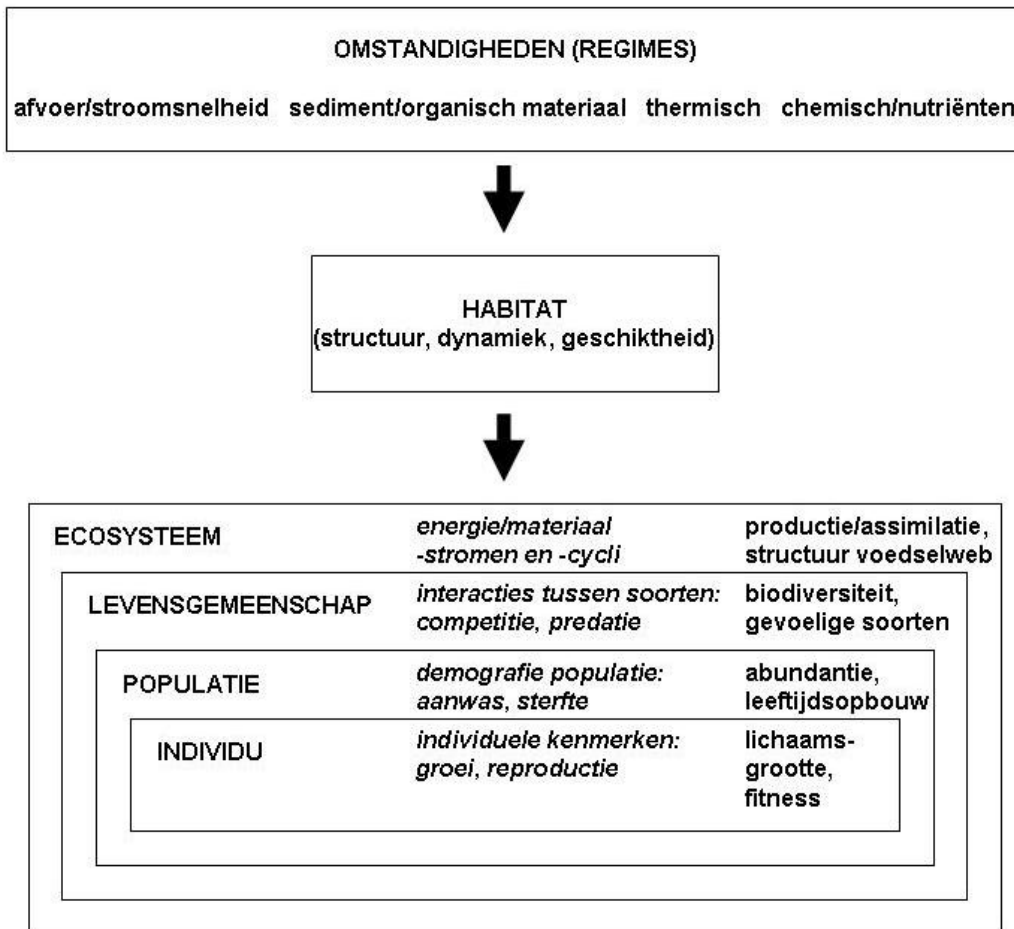 OMSTANDIGHEDEN (REGIMES)
afvoer/stroomsnelheid sediment/organisch materiaal thermisch chemisch/nutriënten
HABITAT
(structuur, dynamiek, geschiktheid)
ECOSYSTEEM
energie/materiaal
-stromen en -cycli
productie/assimilatie,
structuur voedselweb
LEVENSGEMEENSCHAP
interacties tussen soorten:
competitie, predatie
biodiversiteit,
gevoelige soorten
POPULATIE
demografie populatie:
aanwas, sterfte
abundantie,
leeftijdsopbouw
INDIVIDU
individuele kenmerken:
groei, reproductie
lichaams-
grootte,
fitness